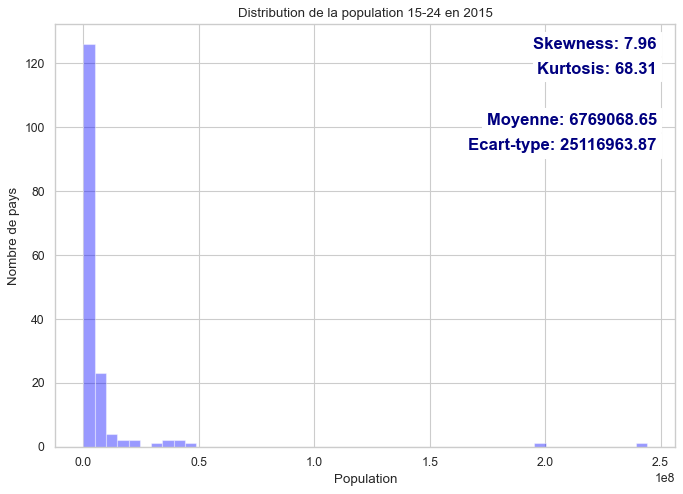 Distribution de la population 15-24 en 2015
Skewness: 7.96
Kurtosis: 68.31
Moyenne: 6769068.65
Ecart-type: 25116963.87
Nombre de pays
120
100
80
60
40
20
0
0.0 0.5 1.0 1.5 2.0 2.5
1e8
Population